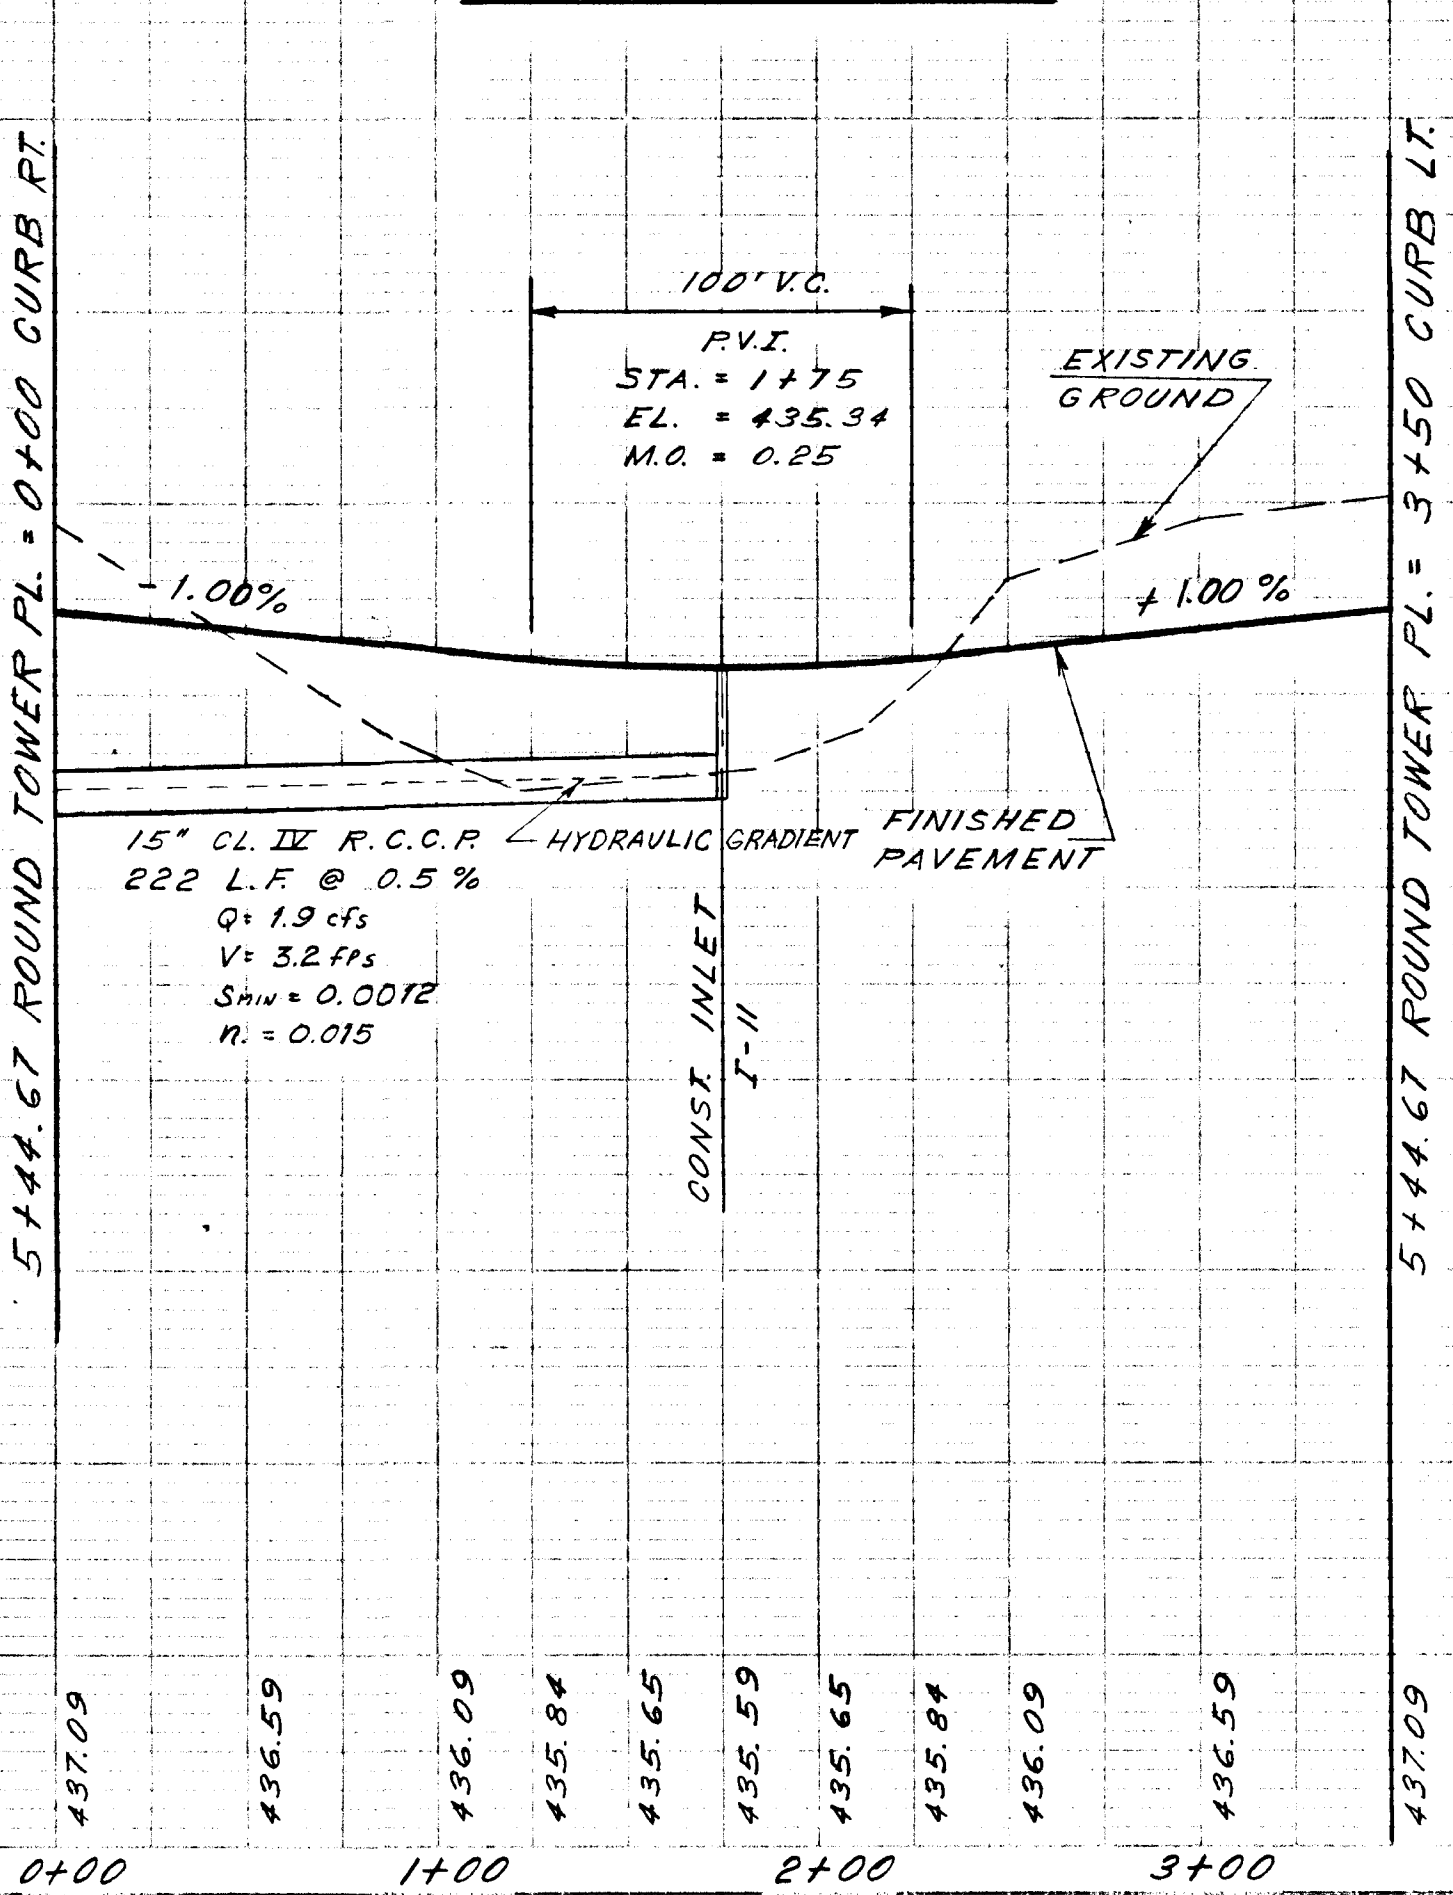 5+44.67 ROUND TOWER PL. = 0+00 CURB RT.
100' V.C.
P.V.I.
STA. = 1+75
EL. = 435.34
M.O. = 0.25
EXISTING
GROUND
5+44.67 ROUND TOWER PL. = 3+50 CURB LT.
- 1.00%
+ 1.00 %
15" CL. IV R.C.C.P.
222 L.F. @ 0.5 %
Q= 1.9 cfs
V= 3.2 fps
SMIN = 0.0012
n. = 0.015
HYDRAULIC GRADIENT
FINISHED
PAVEMENT
CONST. INLET
I-11
437.09
436.59
436.09
435.84
435.65
435.59
435.65
435.84
436.09
436.59
437.09
0+00 1+00 2+00 3+00